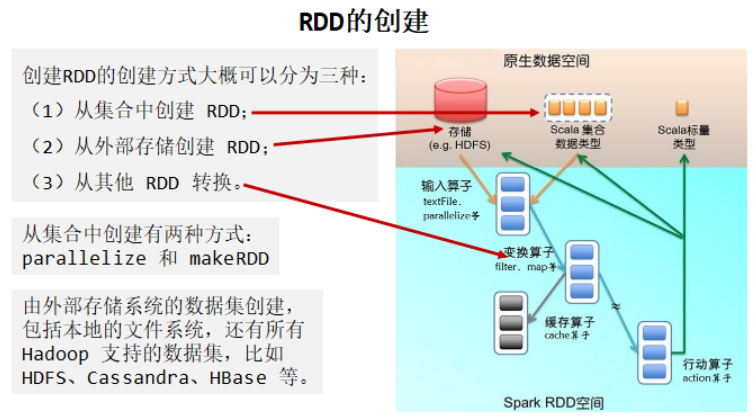 RDD的创建
创建RDD的创建方式大概可以分为三种：
（1）从集合中创建 RDD；
（2）从外部存储创建 RDD；
（3）从其他 RDD 转换。
从集合中创建有两种方式：
parallelize 和 makeRDD
由外部存储系统的数据集创建，
包括本地的文件系统，还有所有
Hadoop 支持的数据集，比如
HDFS、Cassandra、HBase 等。
原生数据空间
存储
(e.g. HDFS)
Scala 集合
数据类型
Scala标量
类型
输入算子
textFile、
parallelize等
变换算子
filter、map等
缓存算子
cache算子
≈
行动算子
action算子
Spark RDD空间